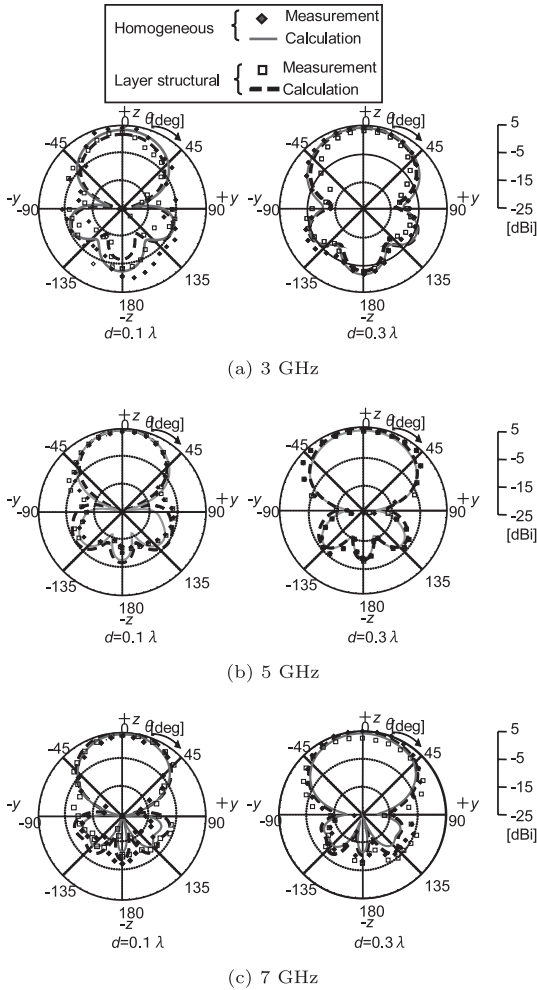 Homogeneous { Measurement
Calculation
Layer structural { Measurement
Calculation
+z θ[deg] +z θ[deg]
0 0 5
-45 45 -45 45 -5
-y +y -y +y -15
-90 90 -90 90 -25
[dBi]
-135 135 -135 135
180 180
-z -z
d=0.1 λ d=0.3 λ
(a) 3 GHz
+z θ[deg] +z θ[deg]
0 0 5
-45 45 -45 45 -5
-y +y -y +y -15
-90 90 -90 90 -25
[dBi]
-135 135 -135 135
180 180
-z -z
d=0.1 λ d=0.3 λ
(b) 5 GHz
+z θ[deg] +z θ[deg]
0 0 5
-45 45 -45 45 -5
-y +y -y +y -15
-90 90 -90 90 -25
[dBi]
-135 135 -135 135
180 180
-z -z
d=0.1 λ d=0.3 λ
(c) 7 GHz